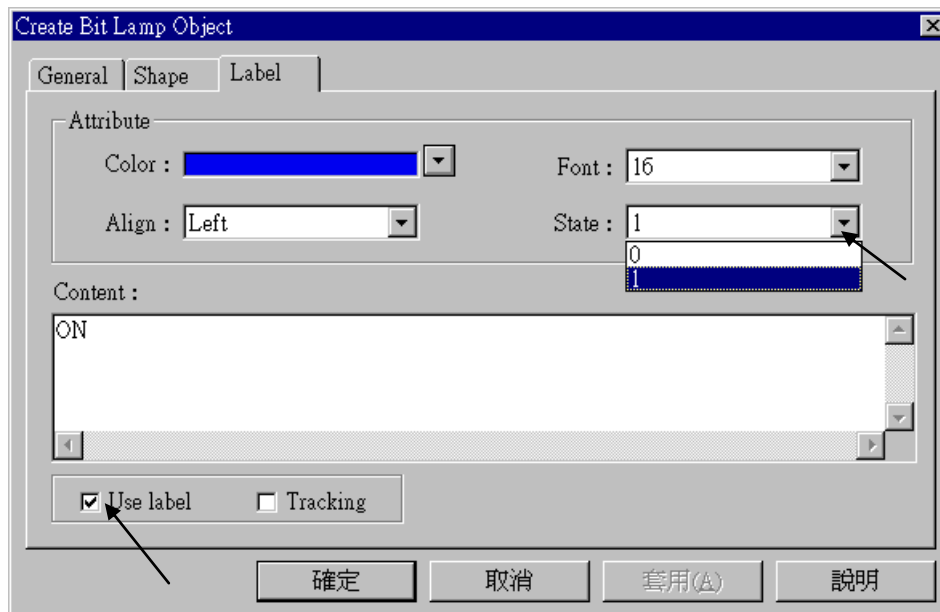 Create Bit Lamp Object
General Shape Label
Attribute
Color : Font : 16
Align : Left State : 1
0
1
Content :
ON
Use label Tracking
確定 取消 套用(A) 說明